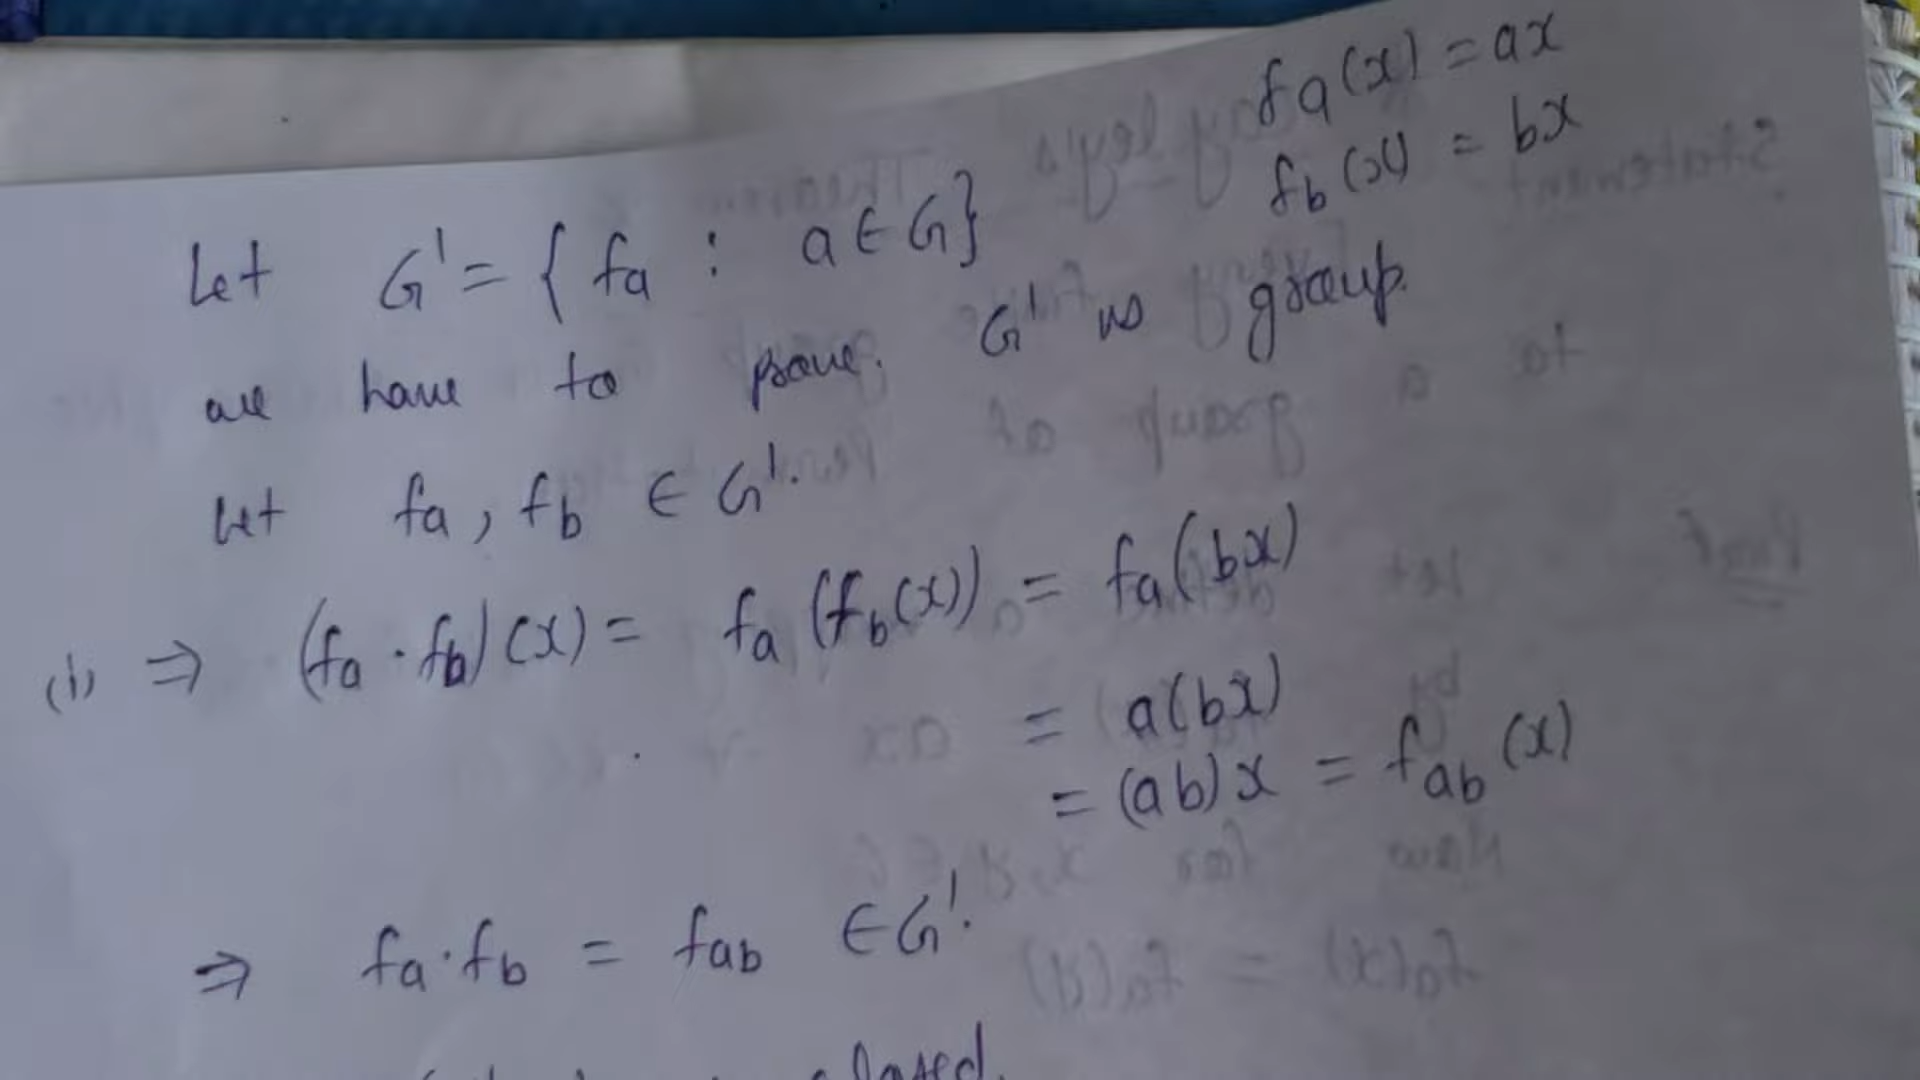 fa(x) = ax
fb(x) = bx
Let G' = { fa : a ∈ G}
we have to prove. G' is group.
Let fa, fb ∈ G'.
(i) ⇒ (fa · fb)(x) = fa (fb(x)) = fa(bx)
= a(bx)
= (ab)x = fab (x)
⇒ fa·fb = fab ∈ G'.
closed.